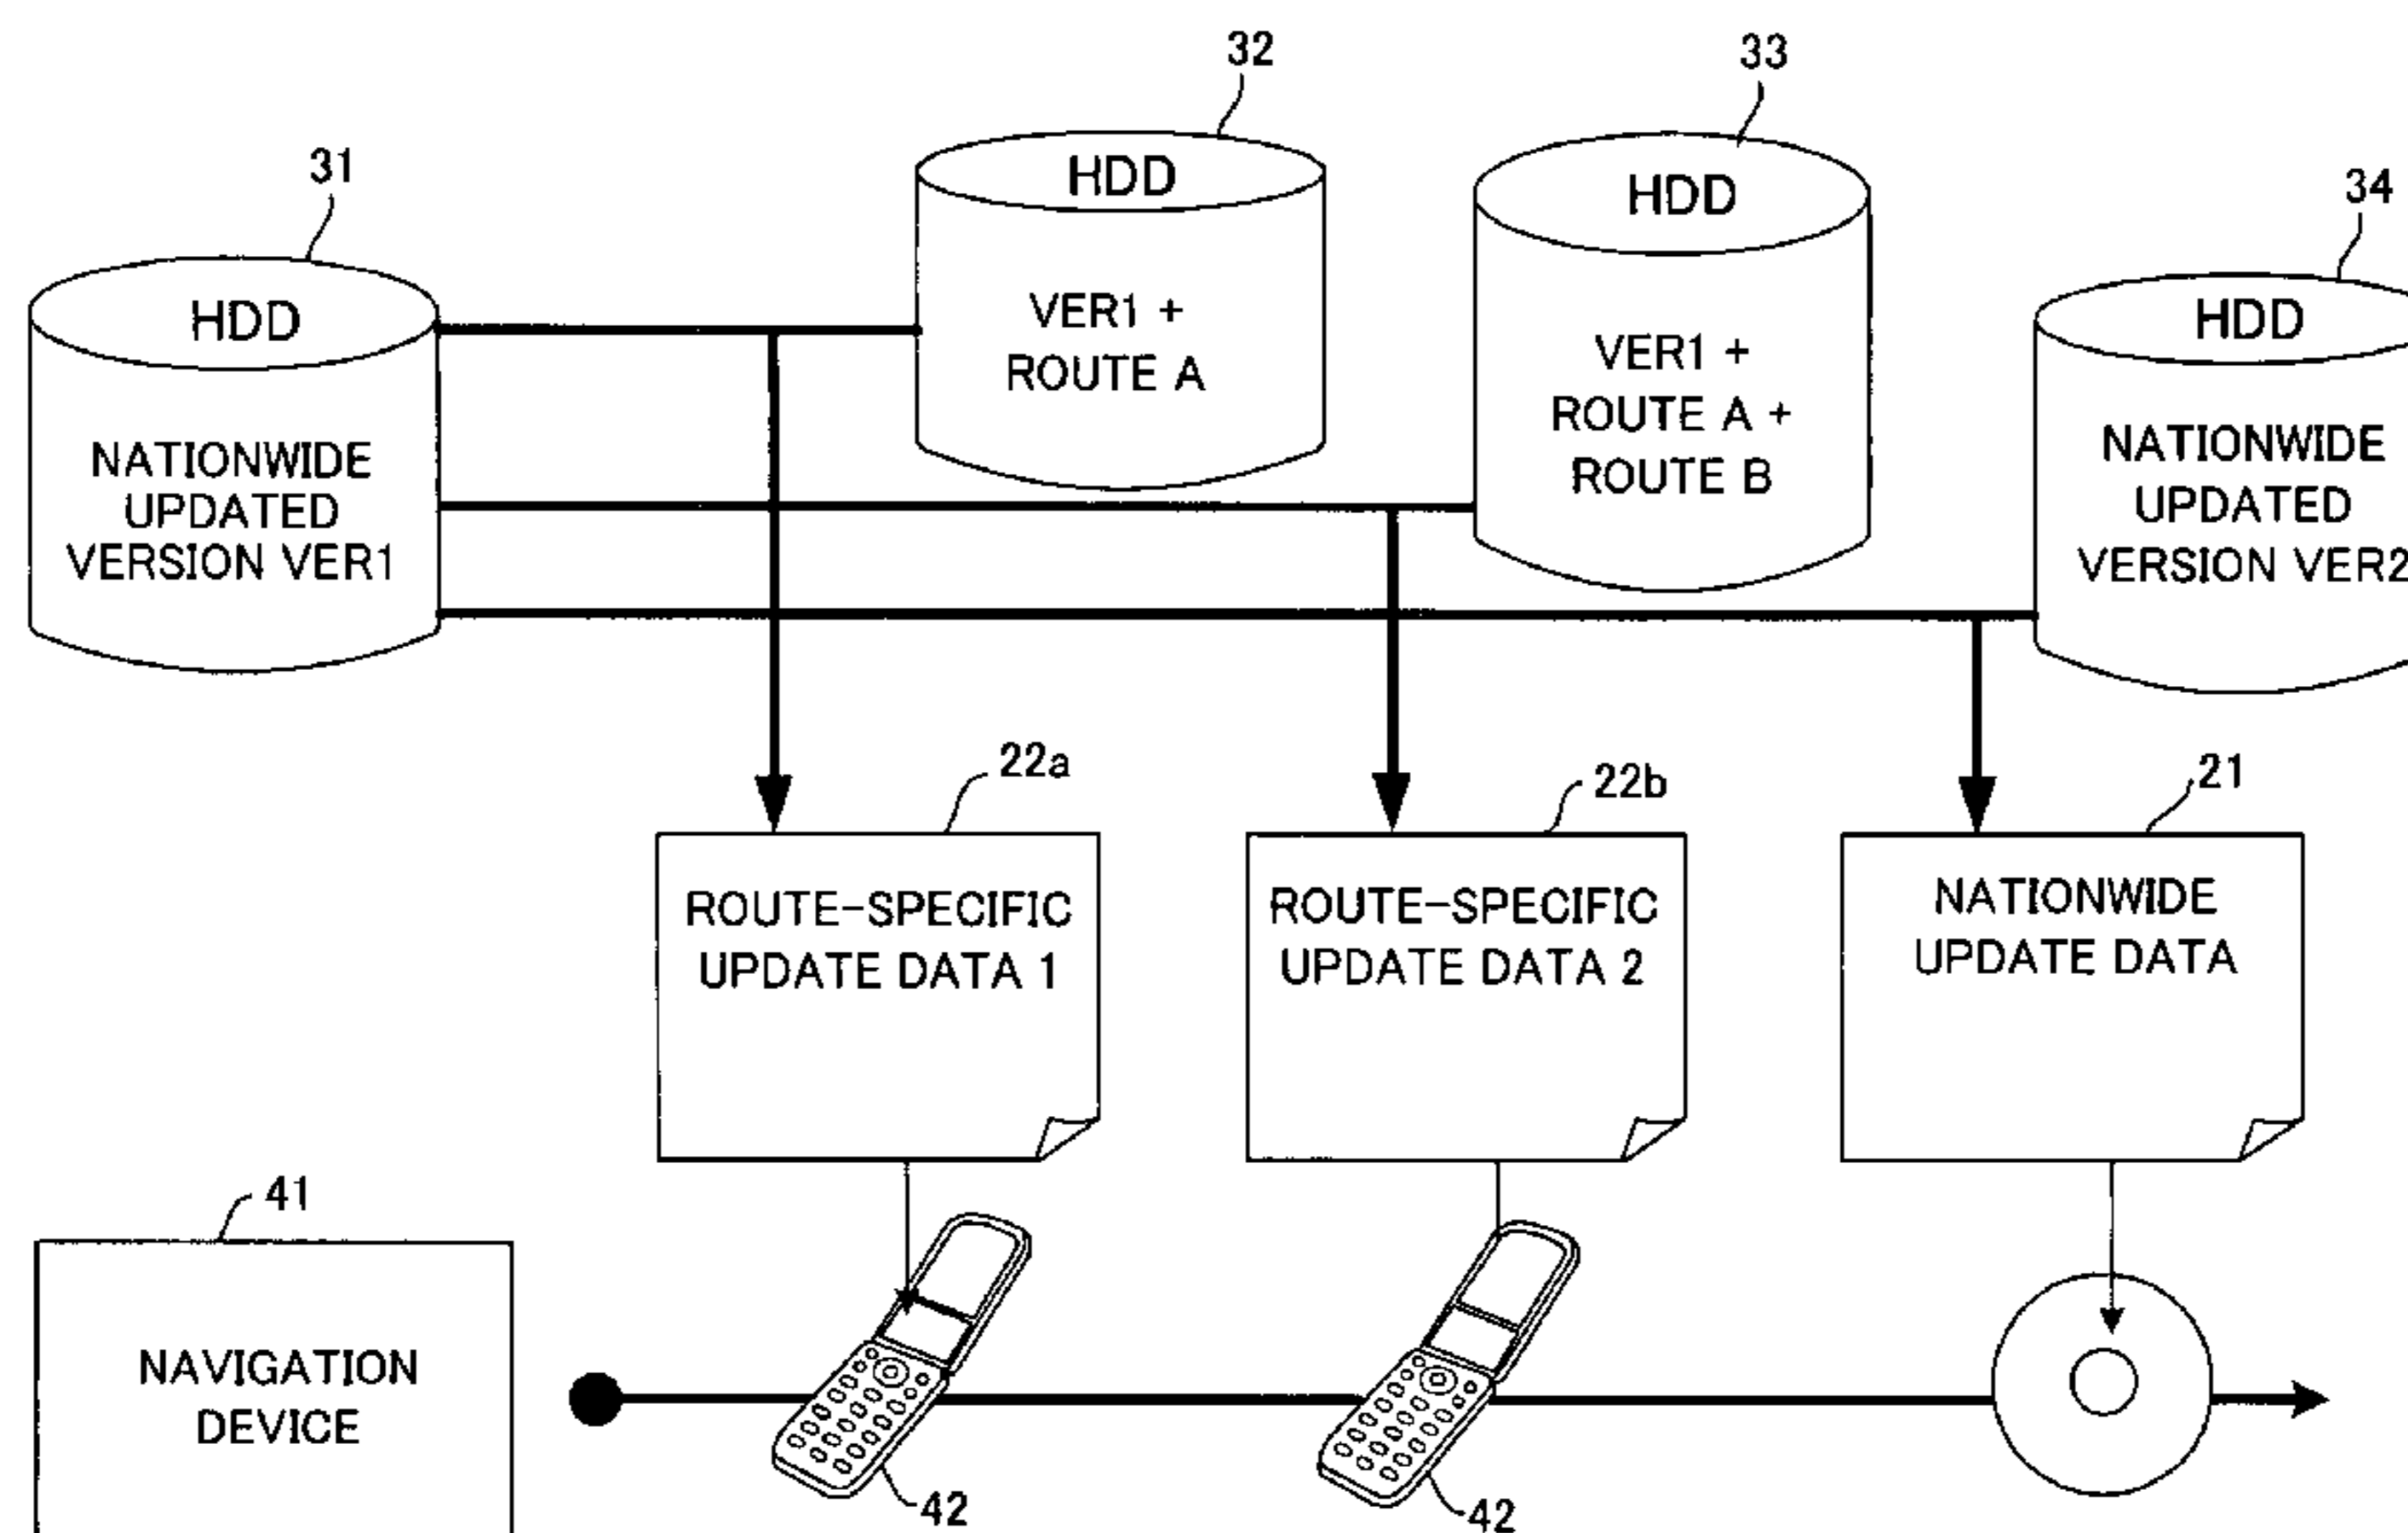 32
33
31
34
HDD
HDD
HDD
HDD
VER1 +
ROUTE A
VER1 +
ROUTE A +
ROUTE B
NATIONWIDE
UPDATED
VERSION VER1
NATIONWIDE
UPDATED
VERSION VER2
22a
22b
21
ROUTE-SPECIFIC
UPDATE DATA 1
ROUTE-SPECIFIC
UPDATE DATA 2
NATIONWIDE
UPDATE DATA
41
NAVIGATION
DEVICE
42
42